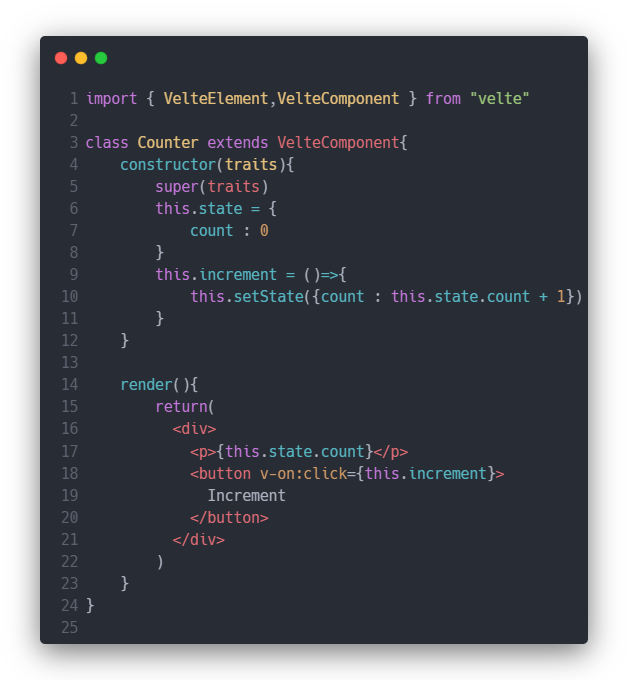 1 import { VelteElement,VelteComponent } from "velte"
2
3 class Counter extends VelteComponent{
4     constructor(traits){
5         super(traits)
6         this.state = {
7             count : 0
8         }
9         this.increment = ()=>{
10             this.setState({count : this.state.count + 1})
11         }
12     }
13
14     render(){
15         return(
16           <div>
17             <p>{this.state.count}</p>
18             <button v-on:click={this.increment}>
19               Increment
20             </button>
21           </div>
22         )
23     }
24 }
25